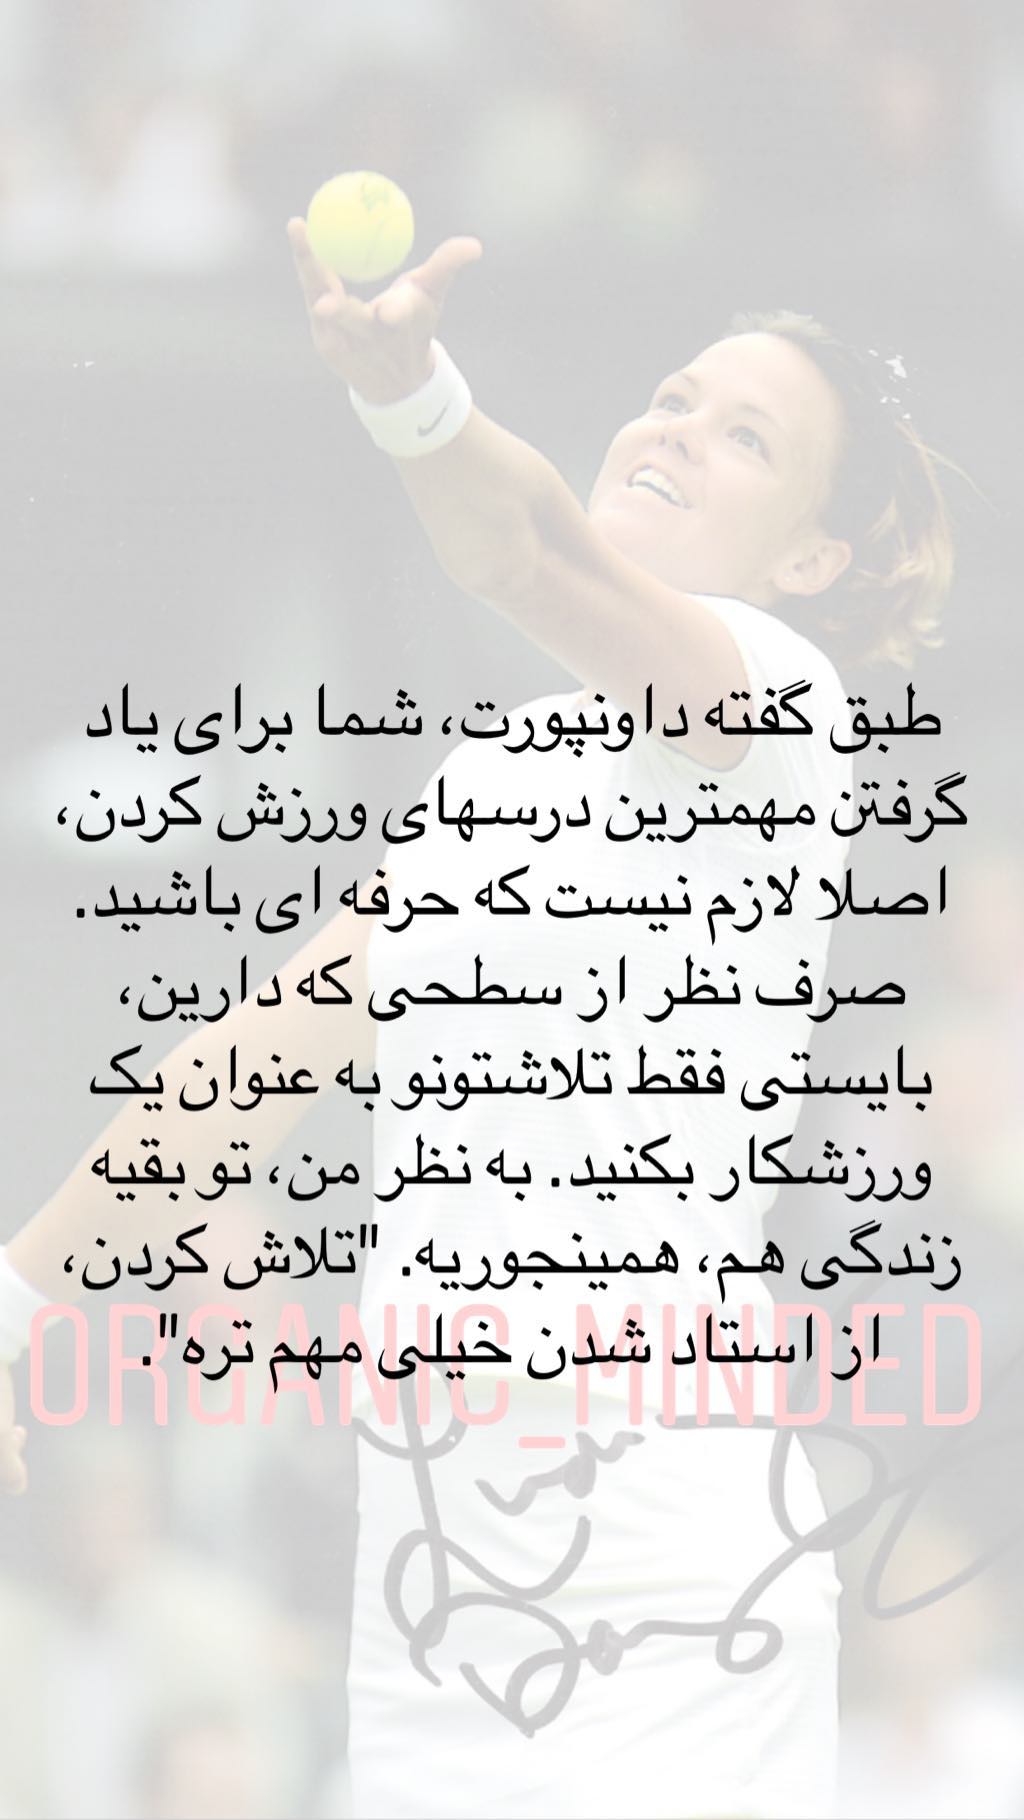 طبق گفته داونپورت، شما برای یاد
گرفتن مهمترین درسهای ورزش کردن،
اصلا لازم نیست که حرفه ای باشید.
صرف نظر از سطحی که دارین،
بایستی فقط تلاشتونو به عنوان یک
ورزشکار بکنید. به نظر من، تو بقیه
زندگی هم، همینجوریه. "تلاش کردن،
از استاد شدن خیلی مهم تره".
ORGANIC_MINDED